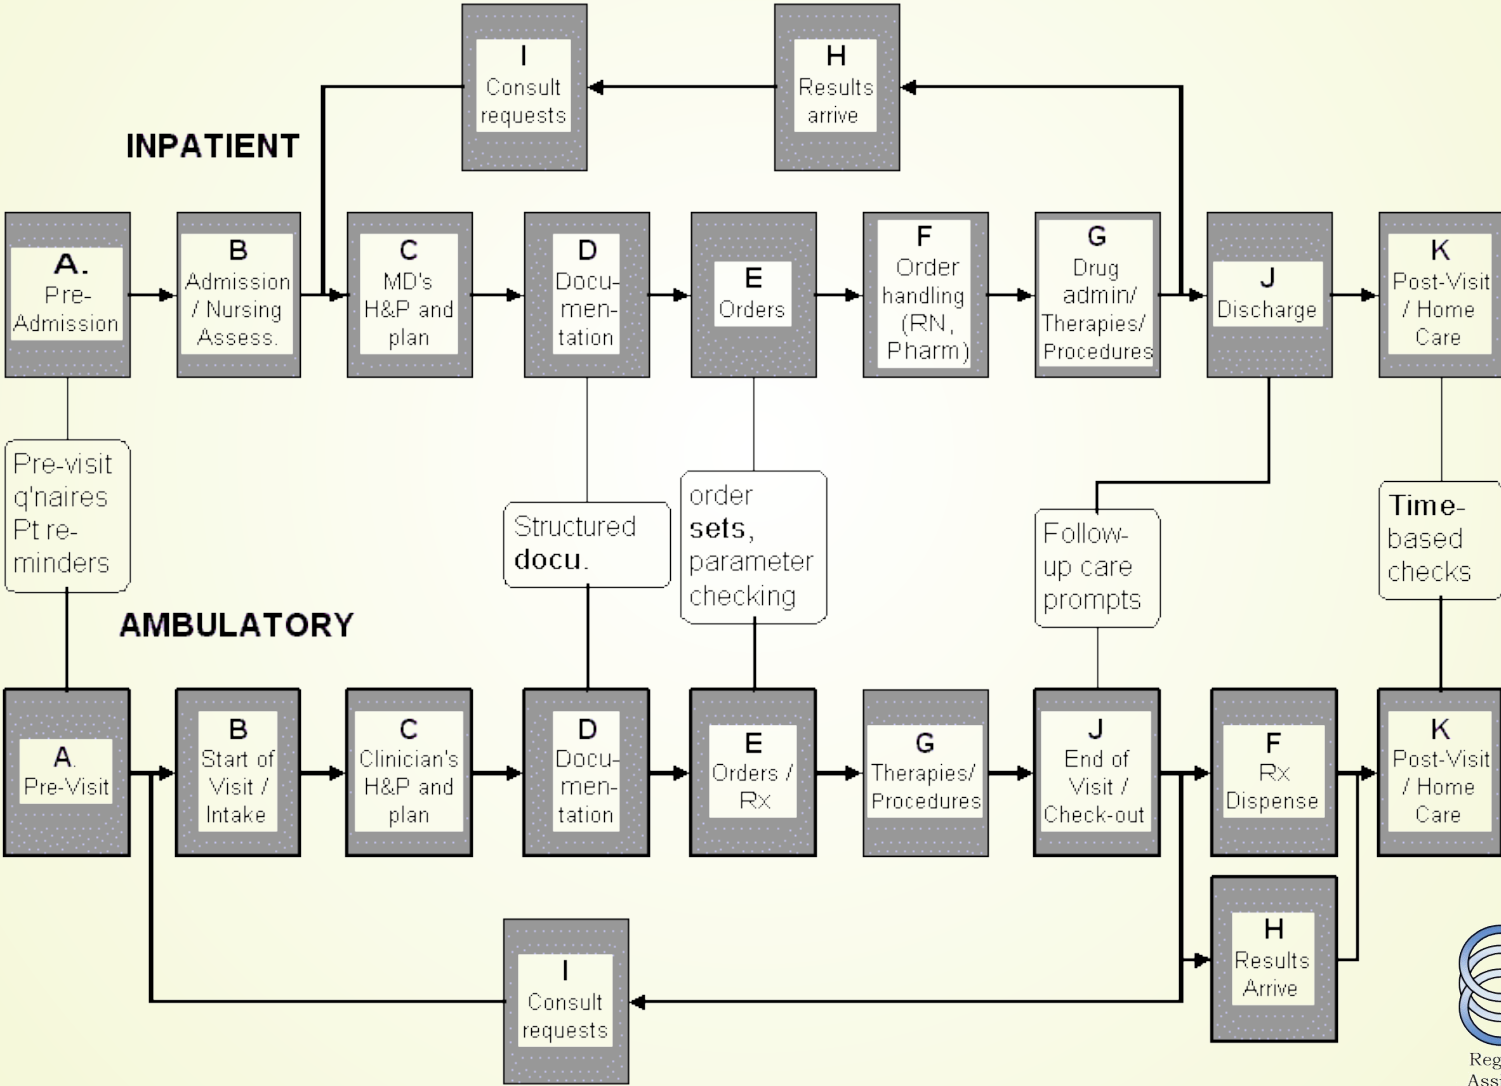 I
Consult
requests
H
Results
arrive
INPATIENT
A.
Pre-
Admission
B
Admission
/ Nursing
Assess.
C
MD's
H&P and
plan
D
Docu-
men-
tation
E
Orders
F
Order
handling
(RN,
Pharm)
G
Drug
admin/
Therapies/
Procedures
J
Discharge
K
Post-Visit
/ Home
Care
Pre-visit
q'naires
Pt re-
minders
Structured
docu.
order
sets,
parameter
checking
Follow-
up care
prompts
Time-
based
checks
AMBULATORY
A.
Pre-Visit
B
Start of
Visit /
Intake
C
Clinician's
H&P and
plan
D
Docu-
men-
tation
E
Orders /
Rx
G
Therapies/
Procedures
J
End of
Visit /
Check-out
F
Rx
Dispense
K
Post-Visit
/ Home
Care
H
Results
Arrive
I
Consult
requests